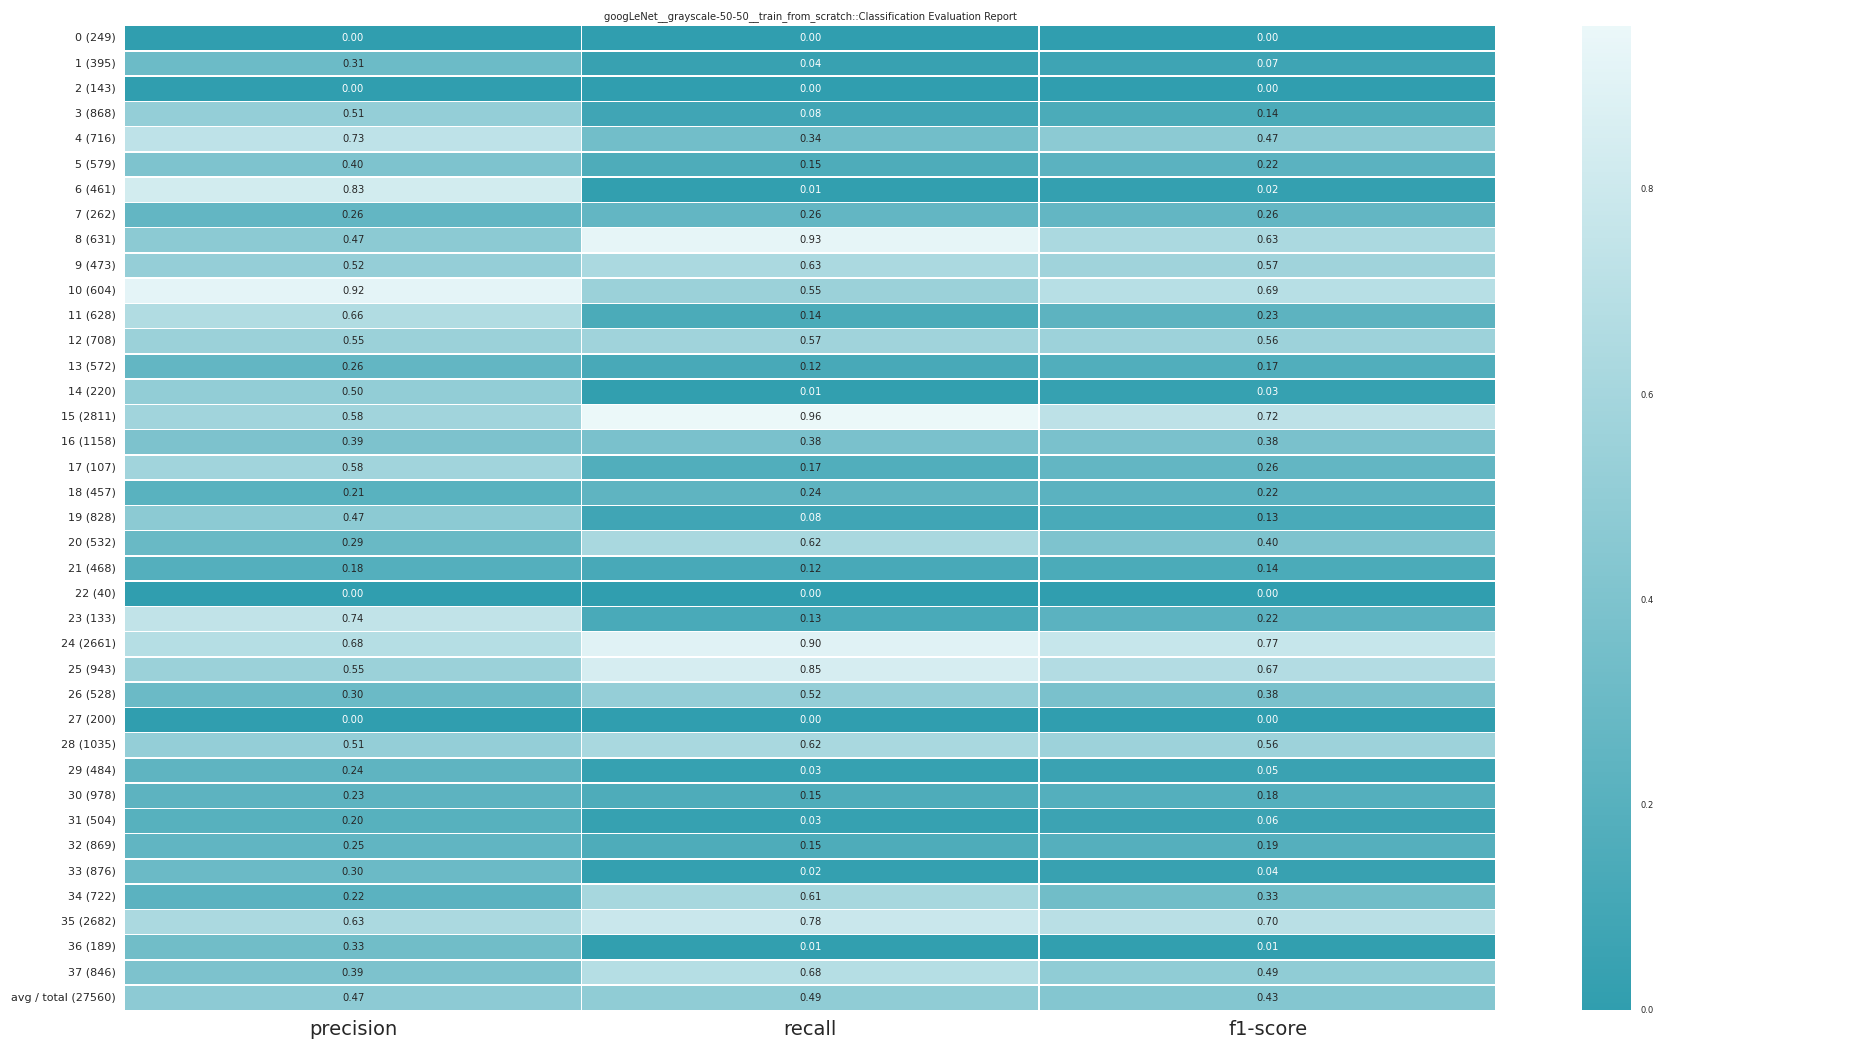 googLeNet__grayscale-50-50__train_from_scratch::Classification Evaluation Report
0 (249) 0.00 0.00 0.00
1 (395) 0.31 0.04 0.07
2 (143) 0.00 0.00 0.00
3 (868) 0.51 0.08 0.14
4 (716) 0.73 0.34 0.47
5 (579) 0.40 0.15 0.22
6 (461) 0.83 0.01 0.02
7 (262) 0.26 0.26 0.26
8 (631) 0.47 0.93 0.63
9 (473) 0.52 0.63 0.57
10 (604) 0.92 0.55 0.69
11 (628) 0.66 0.14 0.23
12 (708) 0.55 0.57 0.56
13 (572) 0.26 0.12 0.17
14 (220) 0.50 0.01 0.03
15 (2811) 0.58 0.96 0.72
16 (1158) 0.39 0.38 0.38
17 (107) 0.58 0.17 0.26
18 (457) 0.21 0.24 0.22
19 (828) 0.47 0.08 0.13
20 (532) 0.29 0.62 0.40
21 (468) 0.18 0.12 0.14
22 (40) 0.00 0.00 0.00
23 (133) 0.74 0.13 0.22
24 (2661) 0.68 0.90 0.77
25 (943) 0.55 0.85 0.67
26 (528) 0.30 0.52 0.38
27 (200) 0.00 0.00 0.00
28 (1035) 0.51 0.62 0.56
29 (484) 0.24 0.03 0.05
30 (978) 0.23 0.15 0.18
31 (504) 0.20 0.03 0.06
32 (869) 0.25 0.15 0.19
33 (876) 0.30 0.02 0.04
34 (722) 0.22 0.61 0.33
35 (2682) 0.63 0.78 0.70
36 (189) 0.33 0.01 0.01
37 (846) 0.39 0.68 0.49
avg / total (27560) 0.47 0.49 0.43
precision recall f1-score
0.8
0.6
0.4
0.2
0.0